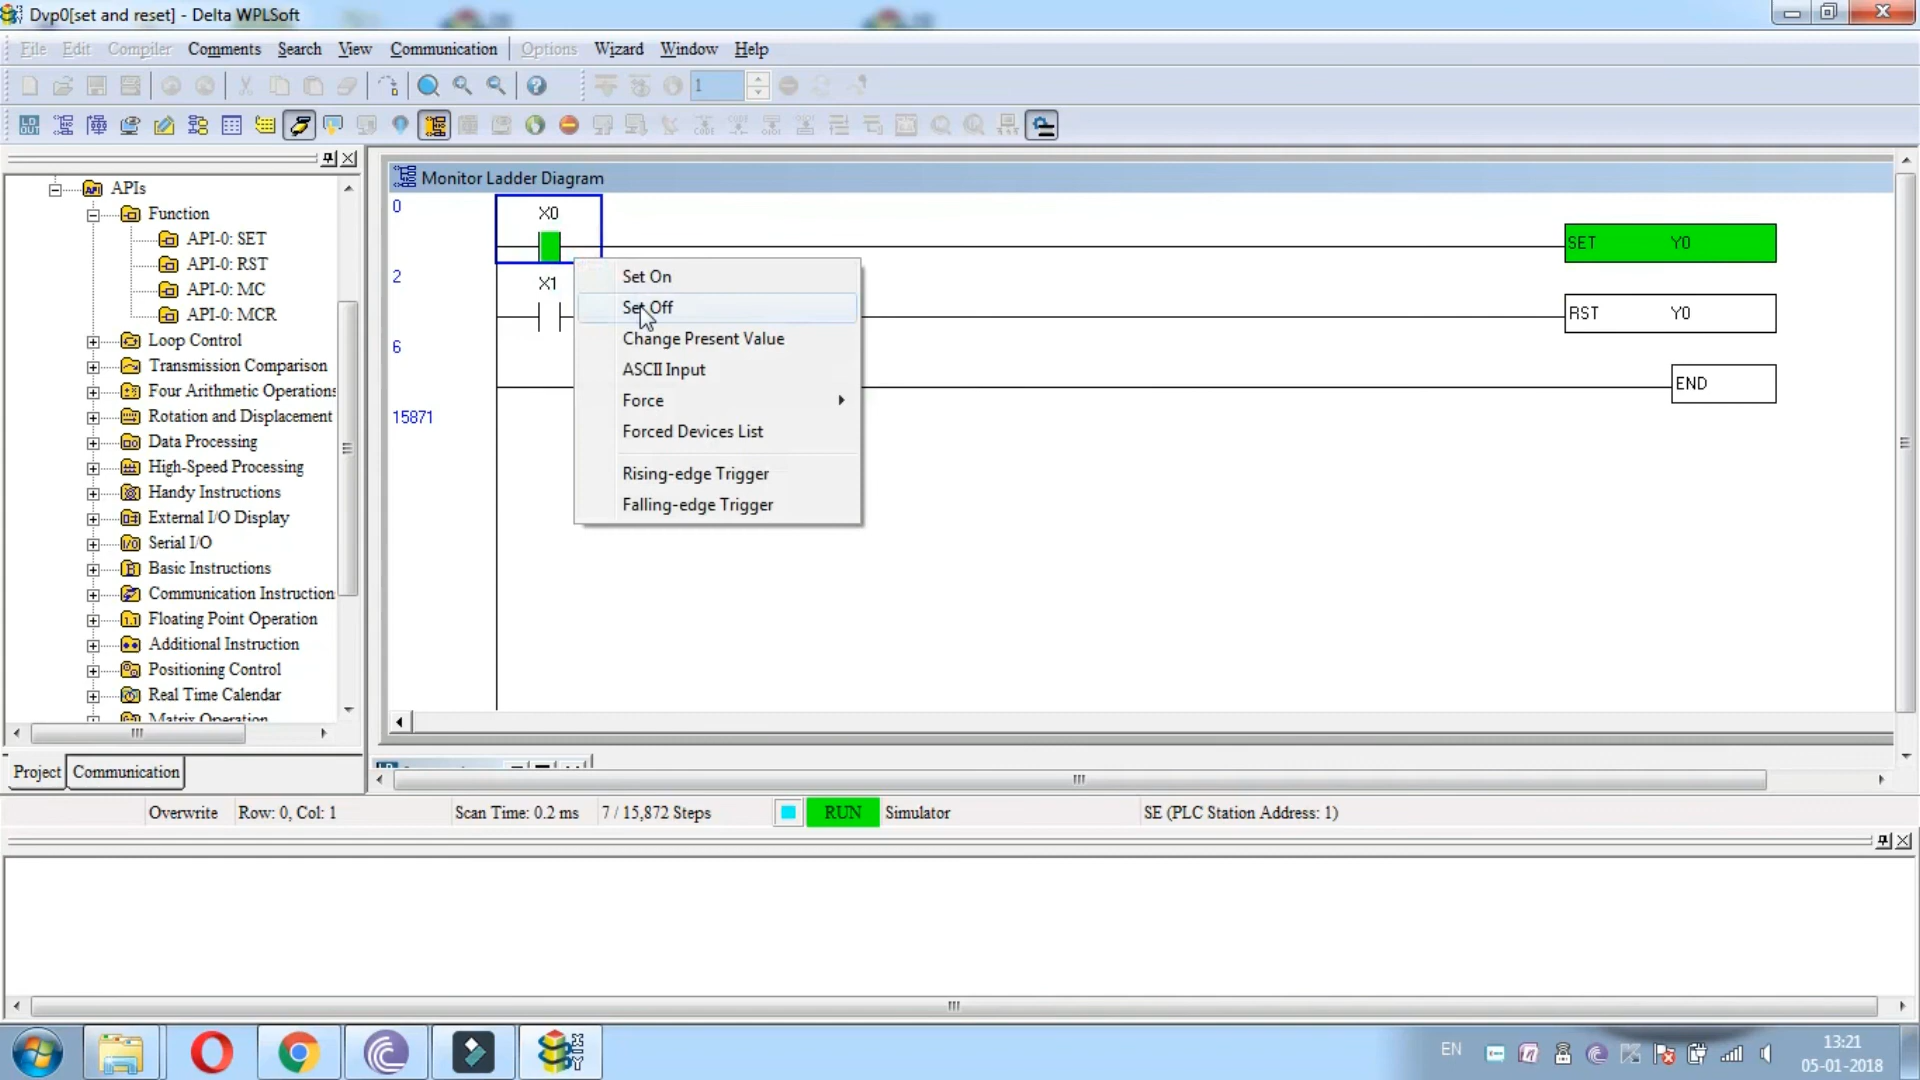 Dvp0[set and reset] - Delta WPLSoft
File Edit Compiler Comments Search View Communication Options Wizard Window Help
1
APIs
Function
API-0: SET
API-0: RST
API-0: MC
API-0: MCR
Loop Control
Transmission Comparison
Four Arithmetic Operations
Rotation and Displacement
Data Processing
High-Speed Processing
Handy Instructions
External I/O Display
Serial I/O
Basic Instructions
Communication Instruction
Floating Point Operation
Additional Instruction
Positioning Control
Real Time Calendar
Matrix Operation
Project Communication
Monitor Ladder Diagram
0
X0
SET Y0
2
X1
RST Y0
6
END
15871
Set On
Set Off
Change Present Value
ASCII Input
Force
Forced Devices List
Rising-edge Trigger
Falling-edge Trigger
Overwrite Row: 0, Col: 1 Scan Time: 0.2 ms 7 / 15,872 Steps RUN Simulator SE (PLC Station Address: 1)
EN
13:21
05-01-2018